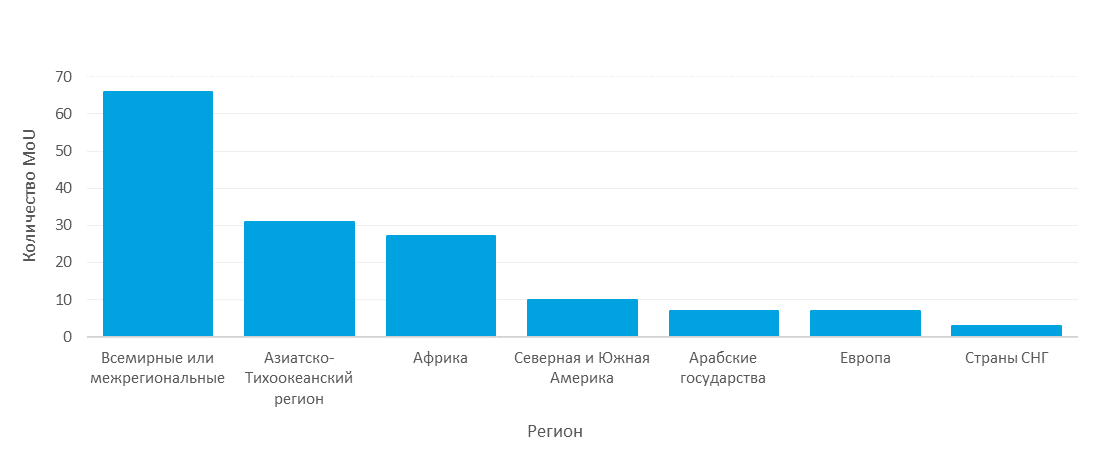 Количество MoU
70
60
50
40
30
20
10
0
Всемирные или
межрегиональные
Азиатско-
Тихоокеанский
регион
Африка
Северная и Южная
Америка
Арабские
государства
Европа
Страны СНГ
Регион